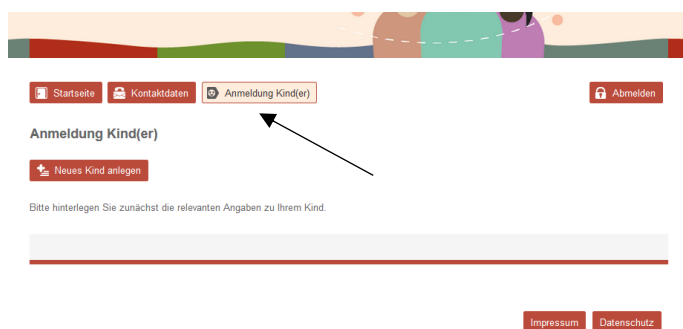 Startseite Kontaktdaten Anmeldung Kind(er) Abmelden
Anmeldung Kind(er)
Neues Kind anlegen
Bitte hinterlegen Sie zunächst die relevanten Angaben zu Ihrem Kind.
Impressum Datenschutz